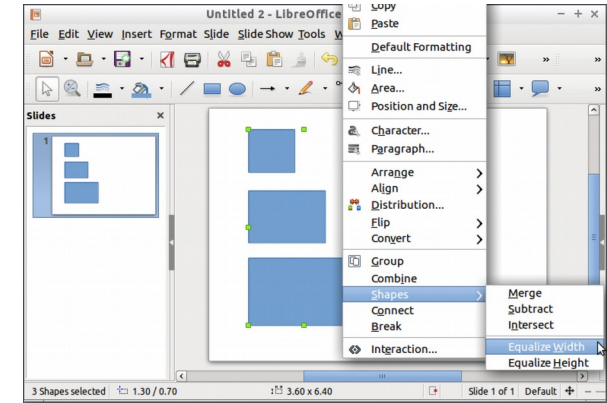 Untitled 2 - LibreOffice
File Edit View Insert Format Slide Slide Show Tools
Slides
1
Copy
Paste
Default Formatting
Line...
Area...
Position and Size...
Character...
Paragraph...
Arrange
Align
Distribution...
Flip
Convert
Group
Combine
Shapes
Connect
Break
Interaction...
Merge
Subtract
Intersect
Equalize Width
Equalize Height
3 Shapes selected 1.30 / 0.70 3.60 x 6.40 Slide 1 of 1 Default